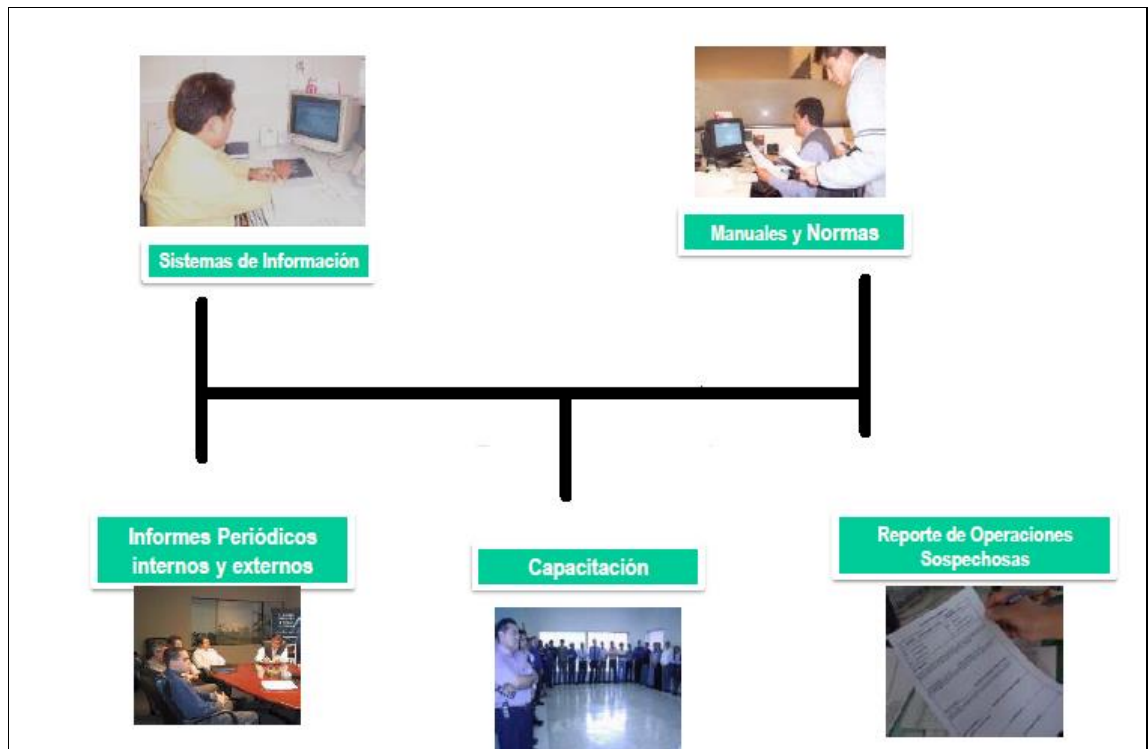 Sistemas de Información
Manuales y Normas
Informes Periódicos
internos y externos
Capacitación
Reporte de Operaciones
Sospechosas